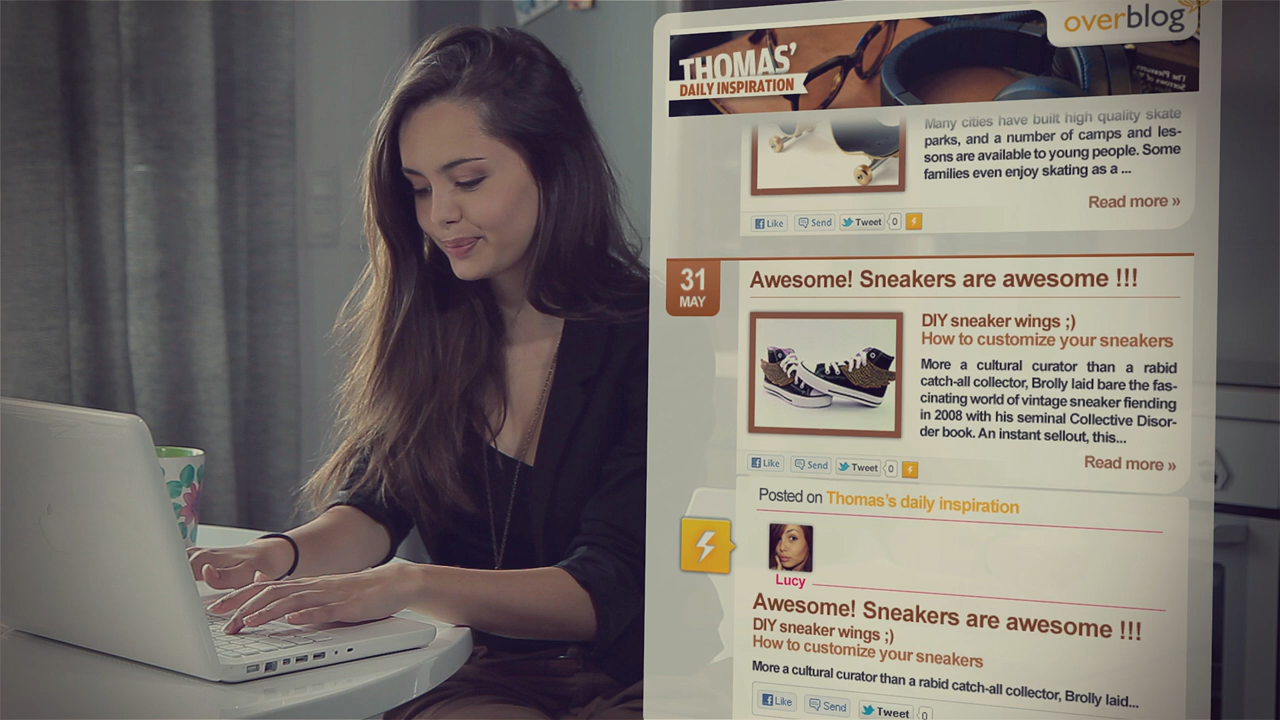 overblog
THOMAS'
DAILY INSPIRATION
Many cities have built high quality skate
parks, and a number of camps and les-
sons are available to young people. Some
families even enjoy skating as a ...
Read more »
Like Send Tweet 0
31
MAY
Awesome! Sneakers are awesome !!!
DIY sneaker wings ;)
How to customize your sneakers
More a cultural curator than a rabid
catch-all collector, Brolly laid bare the fas-
cinating world of vintage sneaker fiending
in 2008 with his seminal Collective Disor-
der book. An instant sellout, this...
Read more »
Like Send Tweet 0
Posted on Thomas's daily inspiration
Lucy
Awesome! Sneakers are awesome !!!
DIY sneaker wings ;)
How to customize your sneakers
More a cultural curator than a rabid catch-all collector, Brolly laid...
Like Send Tweet 0